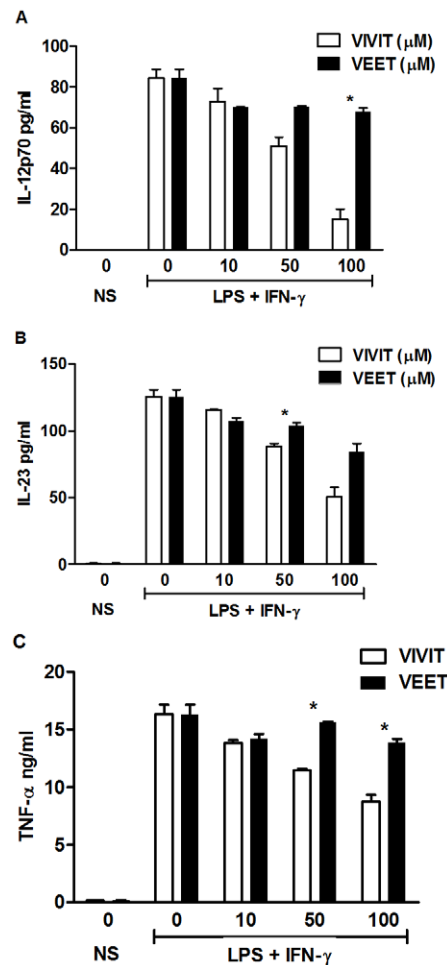 A
VIVIT (μM)
VEET (μM)
IL-12p70 pg/ml
100
80
60
40
20
0
*
0 0 10 50 100
NS LPS + IFN-γ
B
VIVIT (μM)
VEET (μM)
IL-23 pg/ml
150
100
50
0
*
0 0 10 50 100
NS LPS + IFN-γ
C
VIVIT
VEET
TNF-α ng/ml
20
15
10
5
0
* *
0 0 10 50 100
NS LPS + IFN-γ